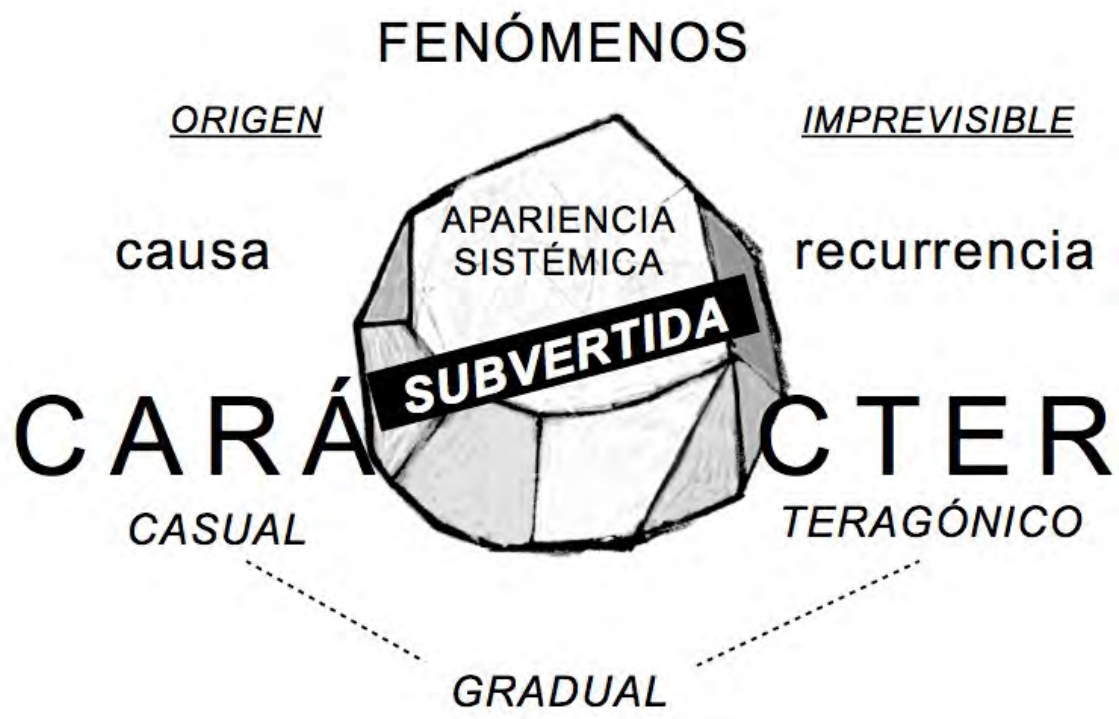 FENÓMENOS
ORIGEN
IMPREVISIBLE
APARIENCIA
SISTÉMICA
causa
recurrencia
SUBVERTIDA
CARÁ CTER
CASUAL
TERAGÓNICO
GRADUAL